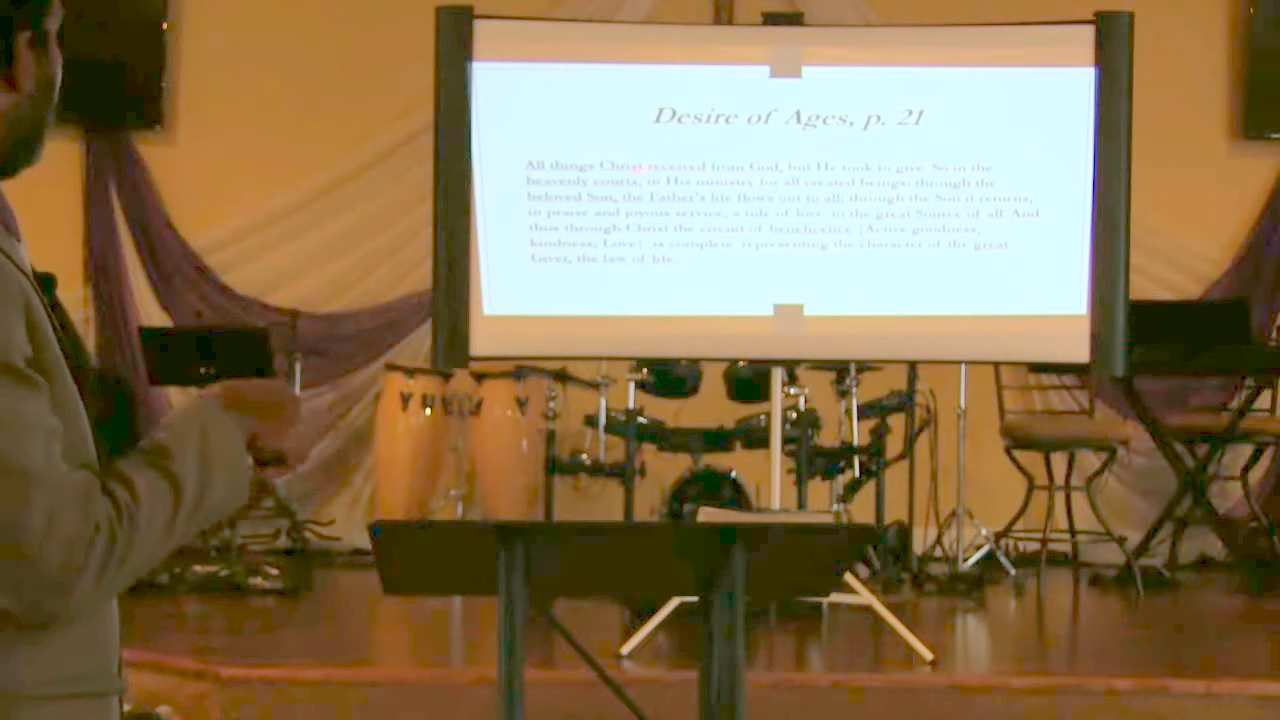 Desire of Ages, p. 21
All things Christ received from God, but He took to give. So in the
heavenly courts, in His ministry for all created beings: through the
beloved Son, the Father's life flows out to all; through the Son it returns,
in praise and joyous service, a tide of love, to the great Source of all. And
thus through Christ the circuit of beneficence [Active goodness,
kindness; Love] is complete, representing the character of the great
Giver, the law of life.